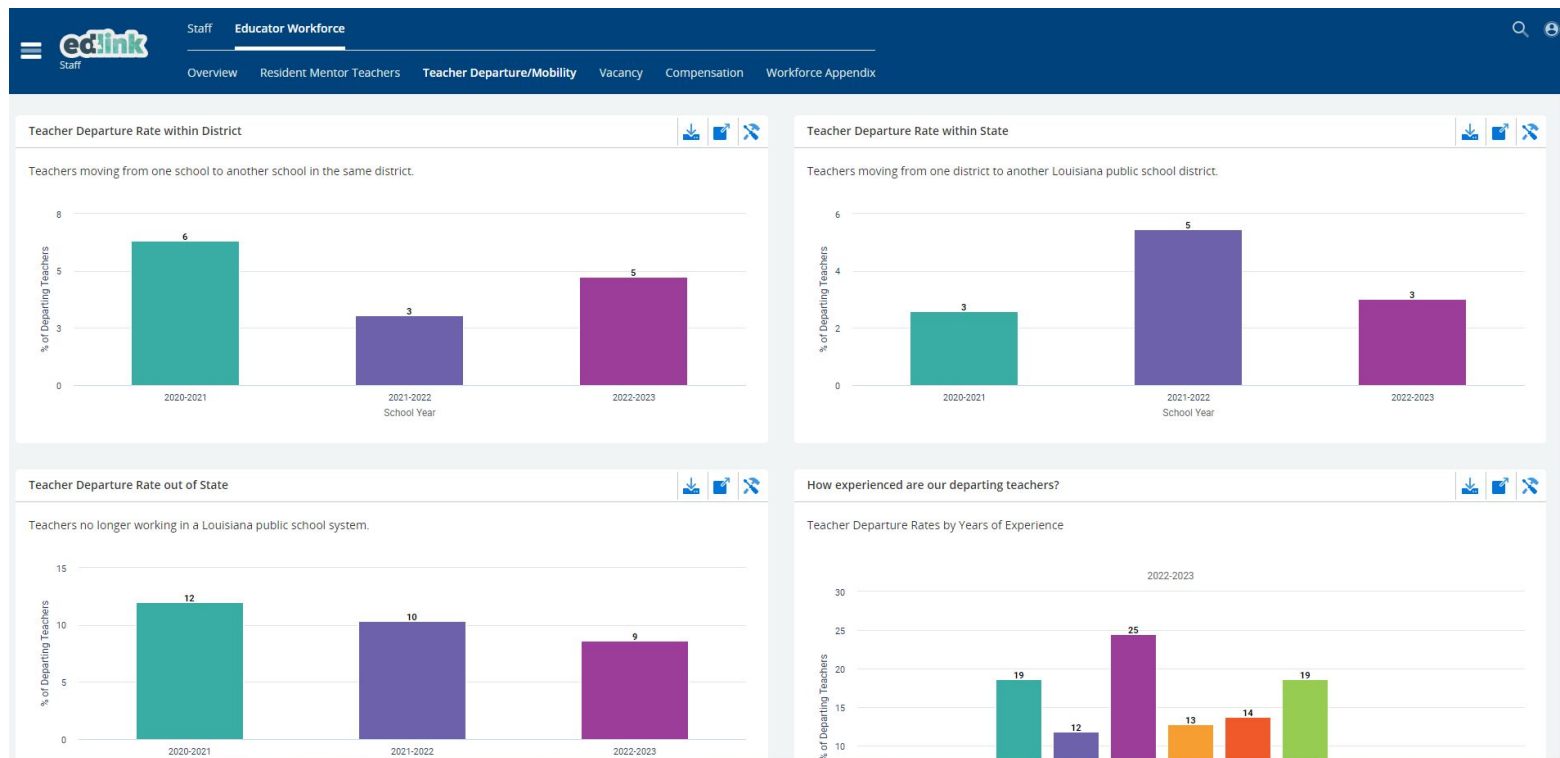 Staff Educator Workforce
edlink
Staff
Overview Resident Mentor Teachers Teacher Departure/Mobility Vacancy Compensation Workforce Appendix
Teacher Departure Rate within District
Teachers moving from one school to another school in the same district.
% of Departing Teachers
8
5
3
0
6
3
5
2020-2021 2021-2022 2022-2023
School Year
Teacher Departure Rate within State
Teachers moving from one district to another Louisiana public school district.
% of Departing Teachers
6
4
2
0
3
5
3
2020-2021 2021-2022 2022-2023
School Year
Teacher Departure Rate out of State
Teachers no longer working in a Louisiana public school system.
% of Departing Teachers
15
10
5
0
12
10
9
2020-2021 2021-2022 2022-2023
How experienced are our departing teachers?
Teacher Departure Rates by Years of Experience
2022-2023
% of Departing Teachers
30
25
20
15
10
19
12
25
13
14
19